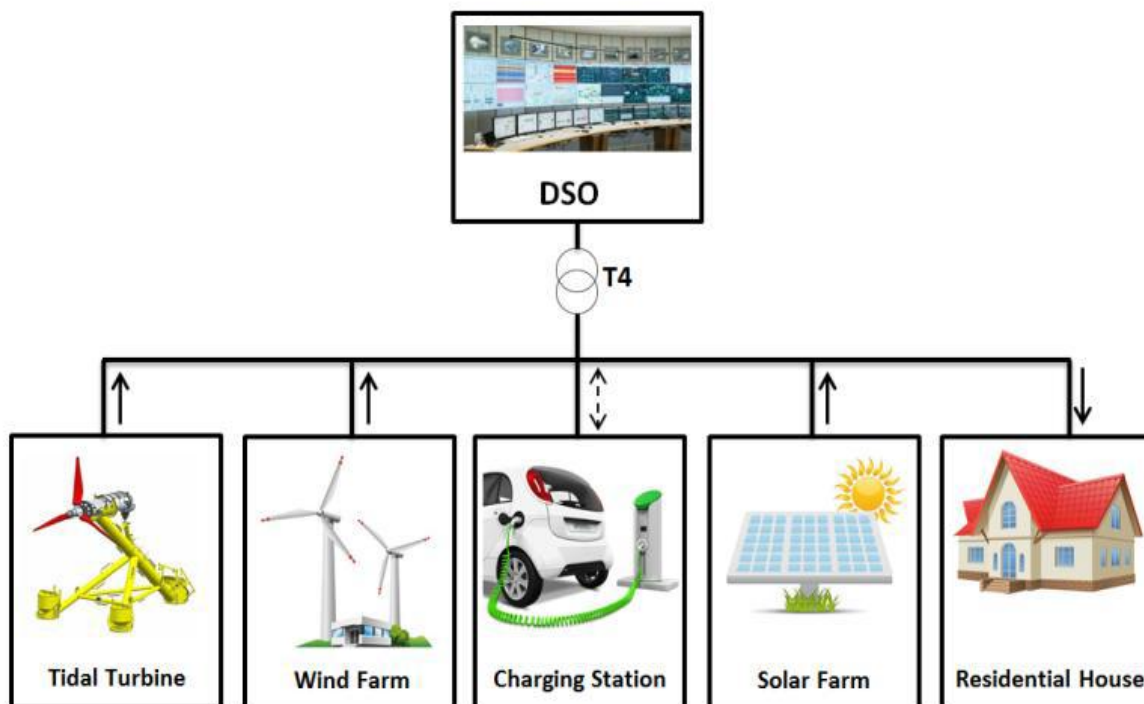 DSO
T4
Tidal Turbine
Wind Farm
Charging Station
Solar Farm
Residential House